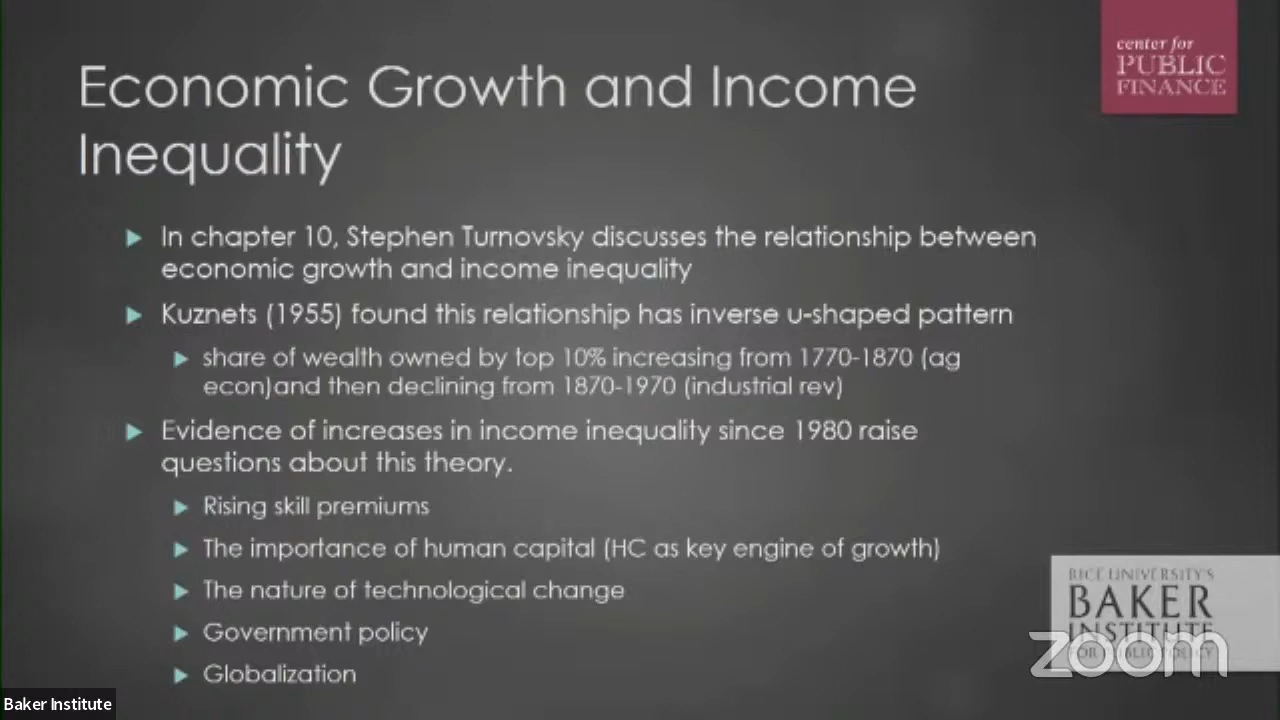 center for
PUBLIC
FINANCE
Economic Growth and Income
Inequality
In chapter 10, Stephen Turnovsky discusses the relationship between
economic growth and income inequality
Kuznets (1955) found this relationship has inverse u-shaped pattern
share of wealth owned by top 10% increasing from 1770-1870 (ag
econ)and then declining from 1870-1970 (industrial rev)
Evidence of increases in income inequality since 1980 raise
questions about this theory.
Rising skill premiums
The importance of human capital (HC as key engine of growth)
The nature of technological change
Government policy
Globalization
RICE UNIVERSITY'S
BAKER
INSTITUTE
FOR PUBLIC POLICY
zoom
Baker Institute